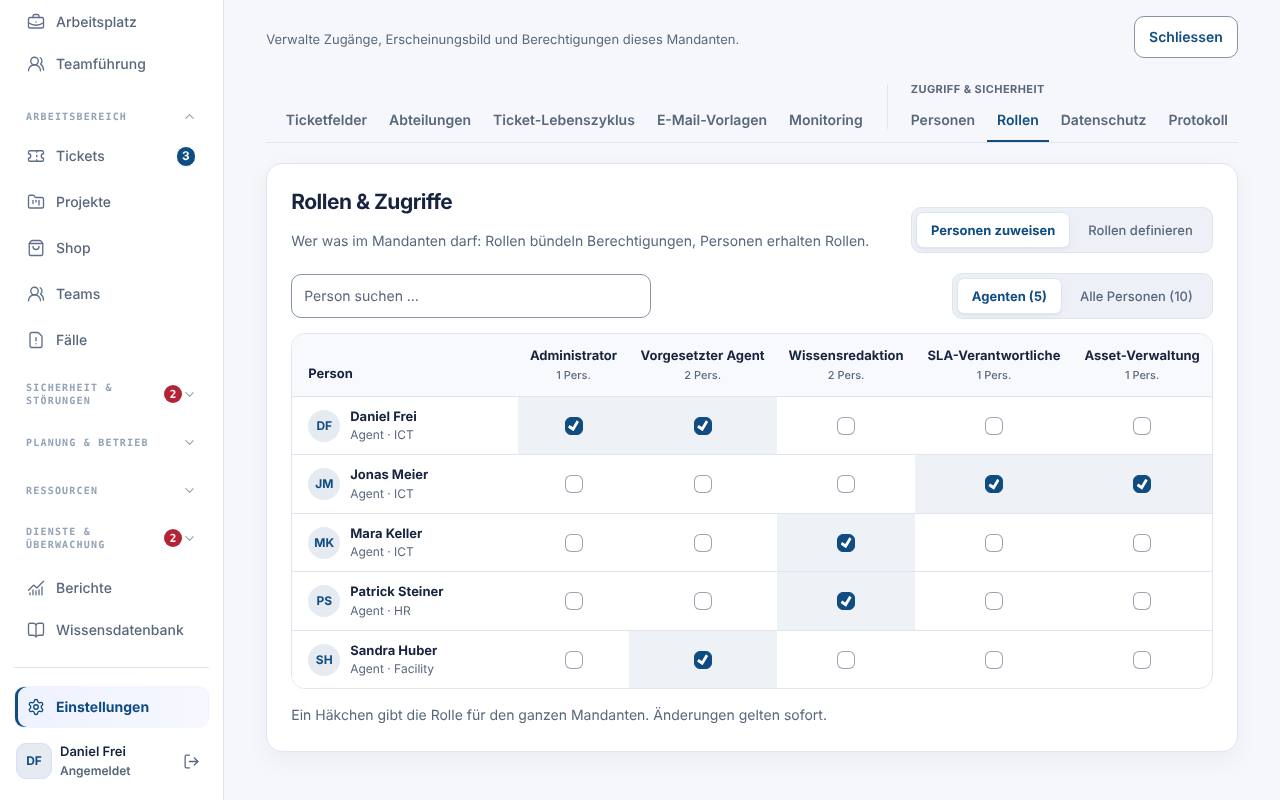 Arbeitsplatz
Teamführung
ARBEITSBEREICH
Tickets 3
Projekte
Shop
Teams
Fälle
SICHERHEIT &
STÖRUNGEN 2
PLANUNG & BETRIEB
RESSOURCEN
DIENSTE &
ÜBERWACHUNG 2
Berichte
Wissensdatenbank
Einstellungen
DF Daniel Frei
Angemeldet
Verwalte Zugänge, Erscheinungsbild und Berechtigungen dieses Mandanten.
Schliessen
ZUGRIFF & SICHERHEIT
Ticketfelder Abteilungen Ticket-Lebenszyklus E-Mail-Vorlagen Monitoring Personen Rollen Datenschutz Protokoll
Rollen & Zugriffe
Wer was im Mandanten darf: Rollen bündeln Berechtigungen, Personen erhalten Rollen.
Personen zuweisen Rollen definieren
Person suchen ...
Agenten (5) Alle Personen (10)
Person Administrator Vorgesetzter Agent Wissensredaktion SLA-Verantwortliche Asset-Verwaltung
1 Pers. 2 Pers. 2 Pers. 1 Pers. 1 Pers.
DF Daniel Frei
Agent · ICT
JM Jonas Meier
Agent · ICT
MK Mara Keller
Agent · ICT
PS Patrick Steiner
Agent · HR
SH Sandra Huber
Agent · Facility
Ein Häkchen gibt die Rolle für den ganzen Mandanten. Änderungen gelten sofort.